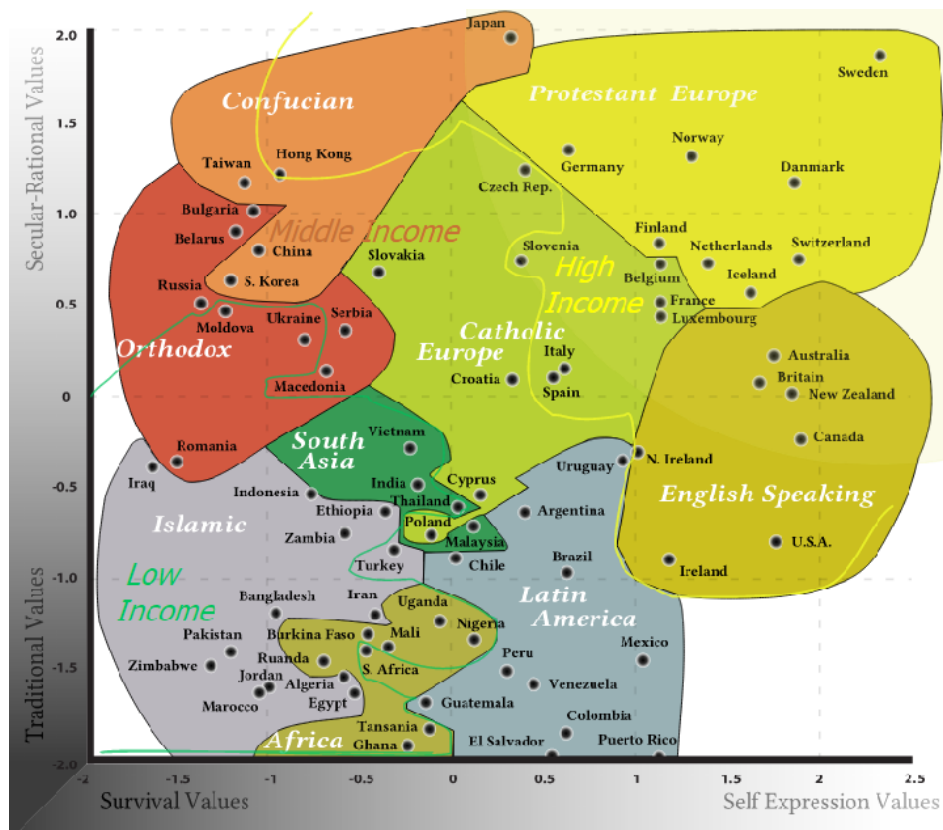 Japan
2.0
Sweden
Protestant Europe
Confucian
1.5
Norway
Hong Kong
Taiwan
Germany
Danmark
Czech Rep.
1.0
Bulgaria
Finland
Middle Income
Belarus
Slovenia
Netherlands
Switzerland
China
Slovakia
High
Income
Belgium
Iceland
S. Korea
Russia
France
0.5
Moldova
Ukraine
Serbia
Luxembourg
Catholic
Europe
Orthodox
Italy
Australia
Croatia
Spain
Britain
Macedonia
0
New Zealand
Vietnam
Canada
South
Asia
Romania
Uruguay
N. Ireland
Iraq
India
Cyprus
-0.5
Indonesia
Thailand
English Speaking
Ethiopia
Argentina
Islamic
Poland
Zambia
Malaysia
U.S.A.
Turkey
Chile
Brazil
Ireland
-1.0
Low
Income
Latin
America
Bangladesh
Iran
Uganda
Nigeria
Pakistan
Burkina Faso
Mali
Mexico
Peru
-1.5
Zimbabwe
Ruanda
S. Africa
Jordan
Algeria
Venezuela
Marocco
Egypt
Guatemala
Colombia
Tansania
Africa
Ghana
El Salvador
Puerto Rico
-2.0
-2
-1.5
-1
-0.5
0
0.5
1
1.5
2
2.5
Survival Values
Self Expression Values
Secular-Rational Values
Traditional Values